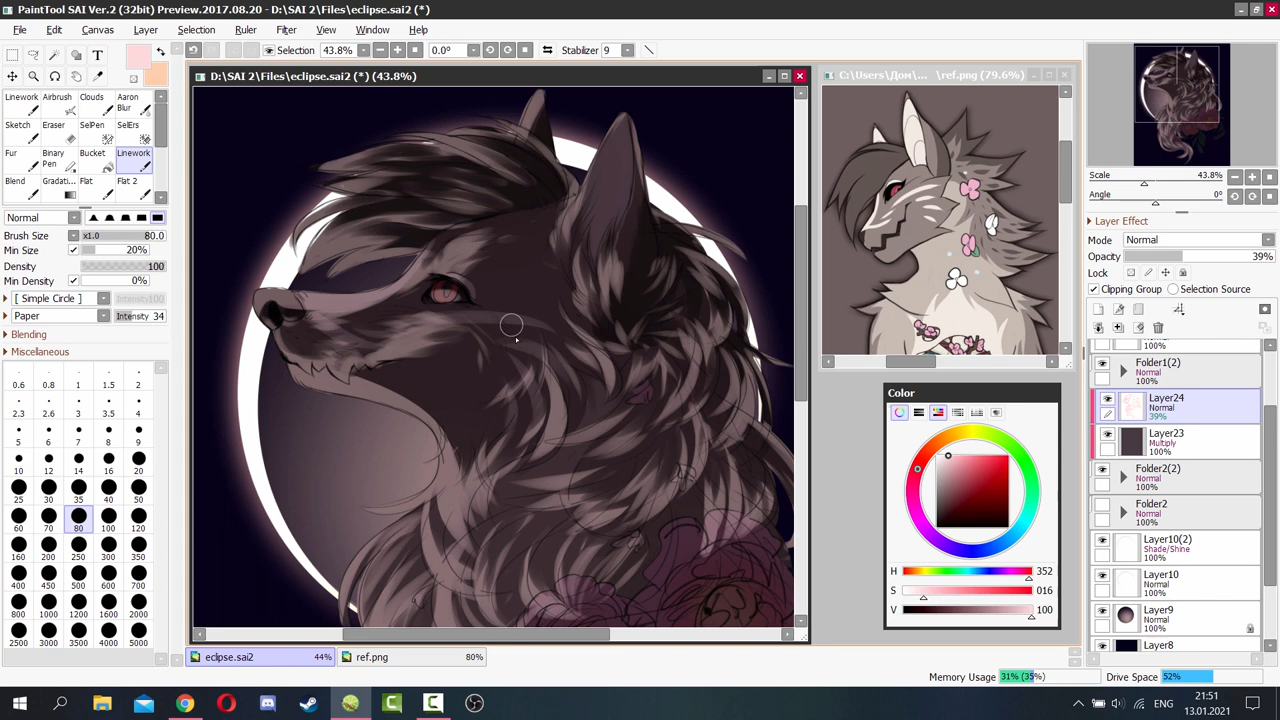 PaintTool SAI Ver.2 (32bit) Preview.2017.08.20 - D:\SAI 2\Files\eclipse.sai2 (*)
File Edit Canvas Layer Selection Ruler Filter View Window Help
Selection 43.8% 0.0° Stabilizer 9
D:\SAI 2\Files\eclipse.sai2 (*) (43.8%)
C:\Users\Дом\... \ref.png (79.6%)
Linework Airbrush Clouds Aaron Blur
Sketch Eraser SelPen SelErs
Fur Binary Pen Bucket Linework
Blend Gradati... Flat Flat 2
Normal
Brush Size x1.0 80.0
Min Size 20%
Density 100
Min Density 0%
[ Simple Circle ] Intensity 100
Paper Intensity 34
Blending
Miscellaneous
0.6 0.8 1 1.5 2
2.3 2.6 3 3.5 4
5 6 7 8 9
10 12 14 16 20
25 30 35 40 50
60 70 80 100 120
160 200 250 300 350
400 450 500 600 700
800 1000 1200 1600 2000
2500 3000 3500 4000 5000
Scale 43.8%
Angle 0°
Layer Effect
Mode Normal
Opacity 39%
Lock
Clipping Group Selection Source
100%
Folder1(2)
Normal
100%
Layer24
Normal
39%
Layer23
Multiply
100%
Folder2(2)
Normal
100%
Folder2
Normal
100%
Layer10(2)
Shade/Shine
100%
Layer10
Normal
100%
Layer9
Normal
100%
Layer8
Color
H 352
S 016
V 100
eclipse.sai2 44% ref.png 80%
Memory Usage 31% (35%) Drive Space 52%
ENG
21:51
13.01.2021